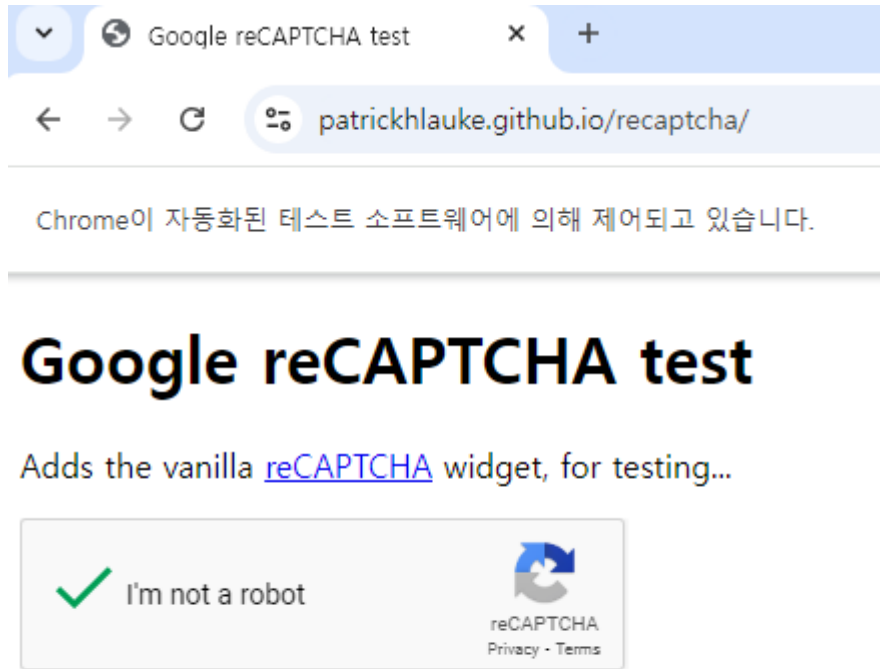 Google reCAPTCHA test
patrickhlauke.github.io/recaptcha/
Chrome이 자동화된 테스트 소프트웨어에 의해 제어되고 있습니다.
Google reCAPTCHA test
Adds the vanilla reCAPTCHA widget, for testing...
I'm not a robot
reCAPTCHA
Privacy - Terms